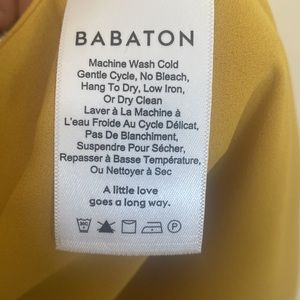 BABATON
Machine Wash Cold
Gentle Cycle, No Bleach,
Hang To Dry, Low Iron,
Or Dry Clean
Laver À La Machine à
L'eau Froide Au Cycle Délicat,
Pas De Blanchiment,
Suspendre Pour Sécher,
Repasser à Basse Température,
Ou Nettoyer à Sec
A little love
goes a long way.
P